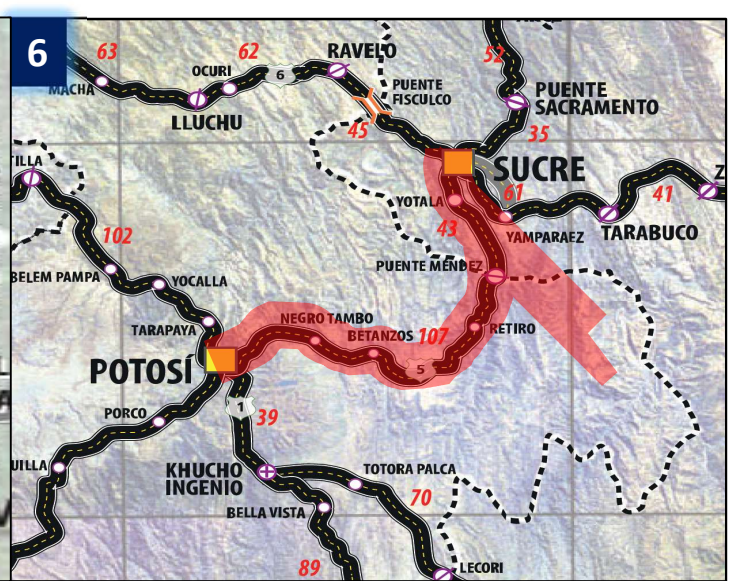 6
63
62
RAVELO
52
OCURI
6
MACHA
PUENTE
FISCULCO
PUENTE
SACRAMENTO
LLUCHU
45
35
SUCRE
61
41
YOTALA
43
YAMPARAEZ
TARABUCO
102
PUENTE MÉNDEZ
BELEM PAMPA
YOCALLA
NEGRO TAMBO
TARAPAYA
BETANZOS
107
RETIRO
POTOSÍ
5
1
39
PORCO
KHUCHO
INGENIO
TOTORA PALCA
70
BELLA VISTA
89
LECORI